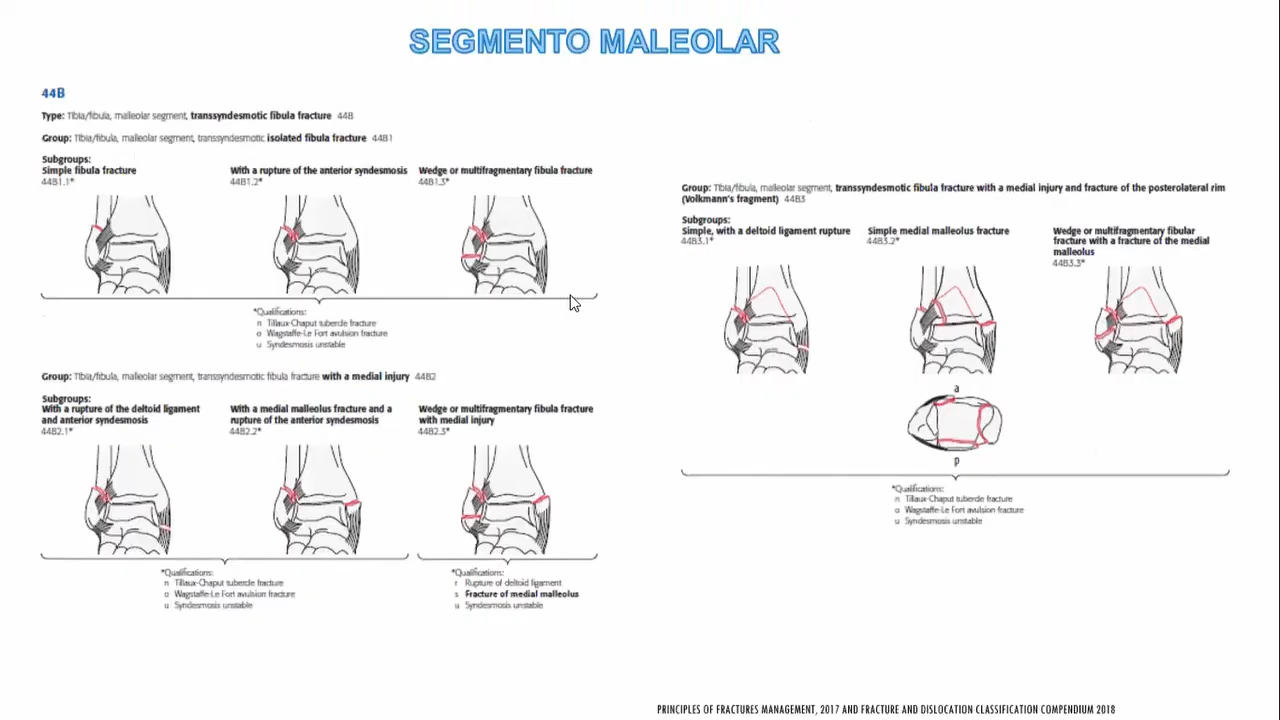 SEGMENTO MALEOLAR
44B
Type: Tibia/fibula, malleolar segment, transsyndesmotic fibula fracture 44B
Group: Tibia/fibula, malleolar segment, transsyndesmotic isolated fibula fracture 44B1
Subgroups:
Simple fibula fracture
44B1.1*
With a rupture of the anterior syndesmosis
44B1.2*
Wedge or multifragmentary fibula fracture
44B1.3*
*Qualifications:
n Tillaux-Chaput tubercle fracture
o Wagstaffe-Le Fort avulsion fracture
u Syndesmosis unstable
Group: Tibia/fibula, malleolar segment, transsyndesmotic fibula fracture with a medial injury 44B2
Subgroups:
With a rupture of the deltoid ligament
and anterior syndesmosis
44B2.1*
With a medial malleolus fracture and a
rupture of the anterior syndesmosis
44B2.2*
Wedge or multifragmentary fibula fracture
with medial injury
44B2.3*
*Qualifications:
n Tillaux-Chaput tubercle fracture
o Wagstaffe-Le Fort avulsion fracture
u Syndesmosis unstable
*Qualifications:
r Rupture of deltoid ligament
s Fracture of medial malleolus
u Syndesmosis unstable
Group: Tibia/fibula, malleolar segment, transsyndesmotic fibula fracture with a medial injury and fracture of the posterolateral rim
(Volkmann's fragment) 44B3
Subgroups:
Simple, with a deltoid ligament rupture
44B3.1*
Simple medial malleolus fracture
44B3.2*
Wedge or multifragmentary fibular
fracture with a fracture of the medial
malleolus
44B3.3*
a
p
*Qualifications:
n Tillaux-Chaput tubercle fracture
o Wagstaffe-Le Fort avulsion fracture
u Syndesmosis unstable
PRINCIPLES OF FRACTURES MANAGEMENT, 2017 AND FRACTURE AND DISLOCATION CLASSIFICATION COMPENDIUM 2018